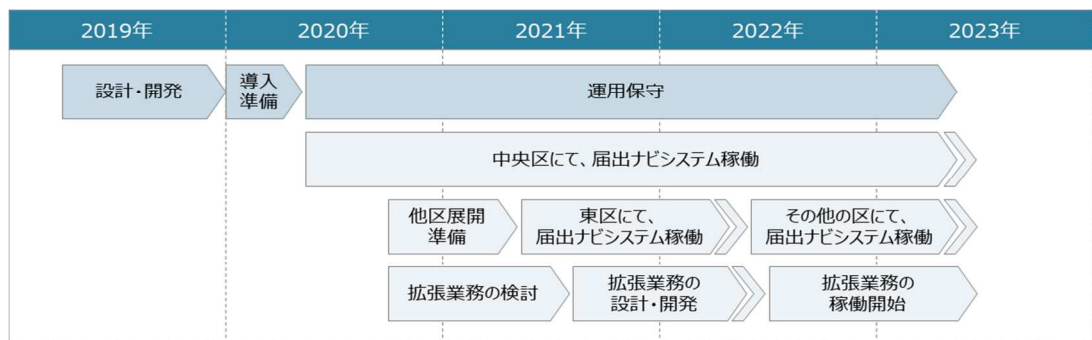 2019年
2020年
2021年
2022年
2023年
設計・開発
導入
準備
運用保守
中央区にて、届出ナビシステム稼働
他区展開
準備
東区にて、
届出ナビシステム稼働
その他の区にて、
届出ナビシステム稼働
拡張業務の検討
拡張業務の
設計・開発
拡張業務の
稼働開始